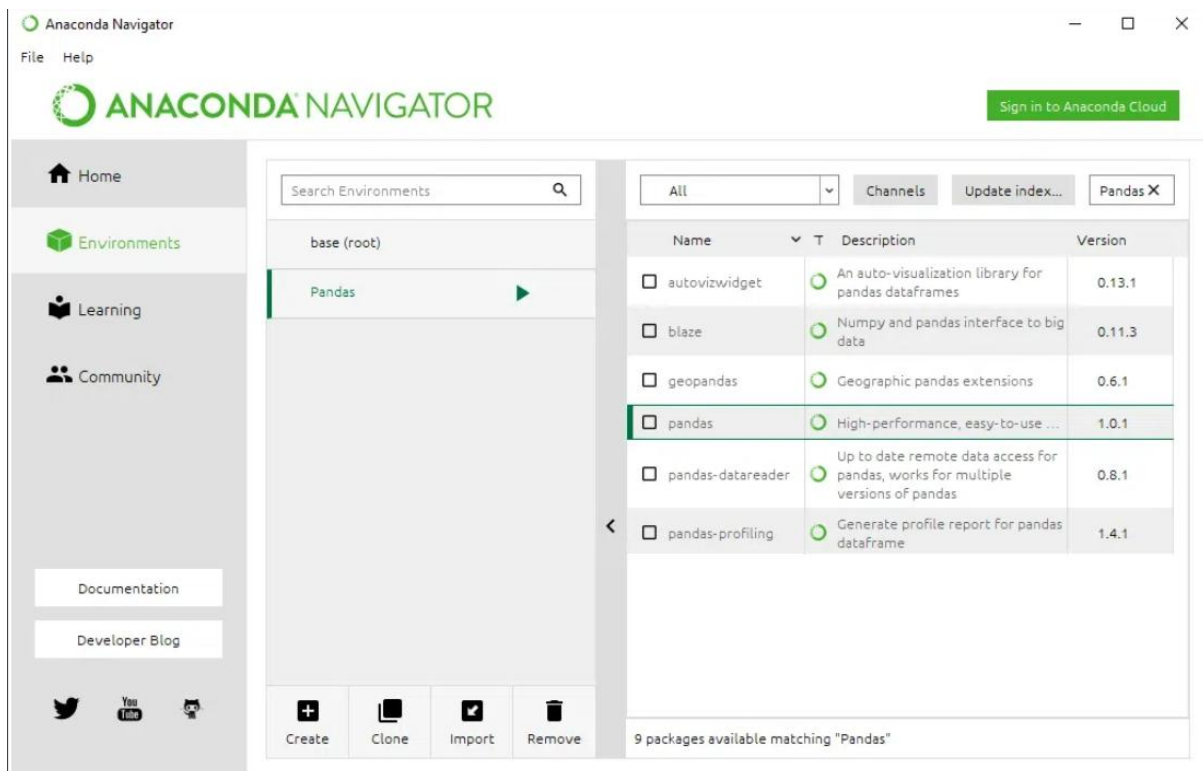 Anaconda Navigator
File Help
ANACONDA NAVIGATOR
Sign in to Anaconda Cloud
Home
Environments
Learning
Community
Documentation
Developer Blog
You
Tube
Search Environments
base (root)
Pandas
Create Clone Import Remove
All Channels Update index... Pandas
Name T Description Version
autovizwidget An auto-visualization library for
pandas dataframes 0.13.1
blaze Numpy and pandas interface to big
data 0.11.3
geopandas Geographic pandas extensions 0.6.1
pandas High-performance, easy-to-use ... 1.0.1
Up to date remote data access for
pandas-datareader pandas, works for multiple 0.8.1
versions of pandas
pandas-profiling Generate profile report for pandas
dataframe 1.4.1
9 packages available matching "Pandas"